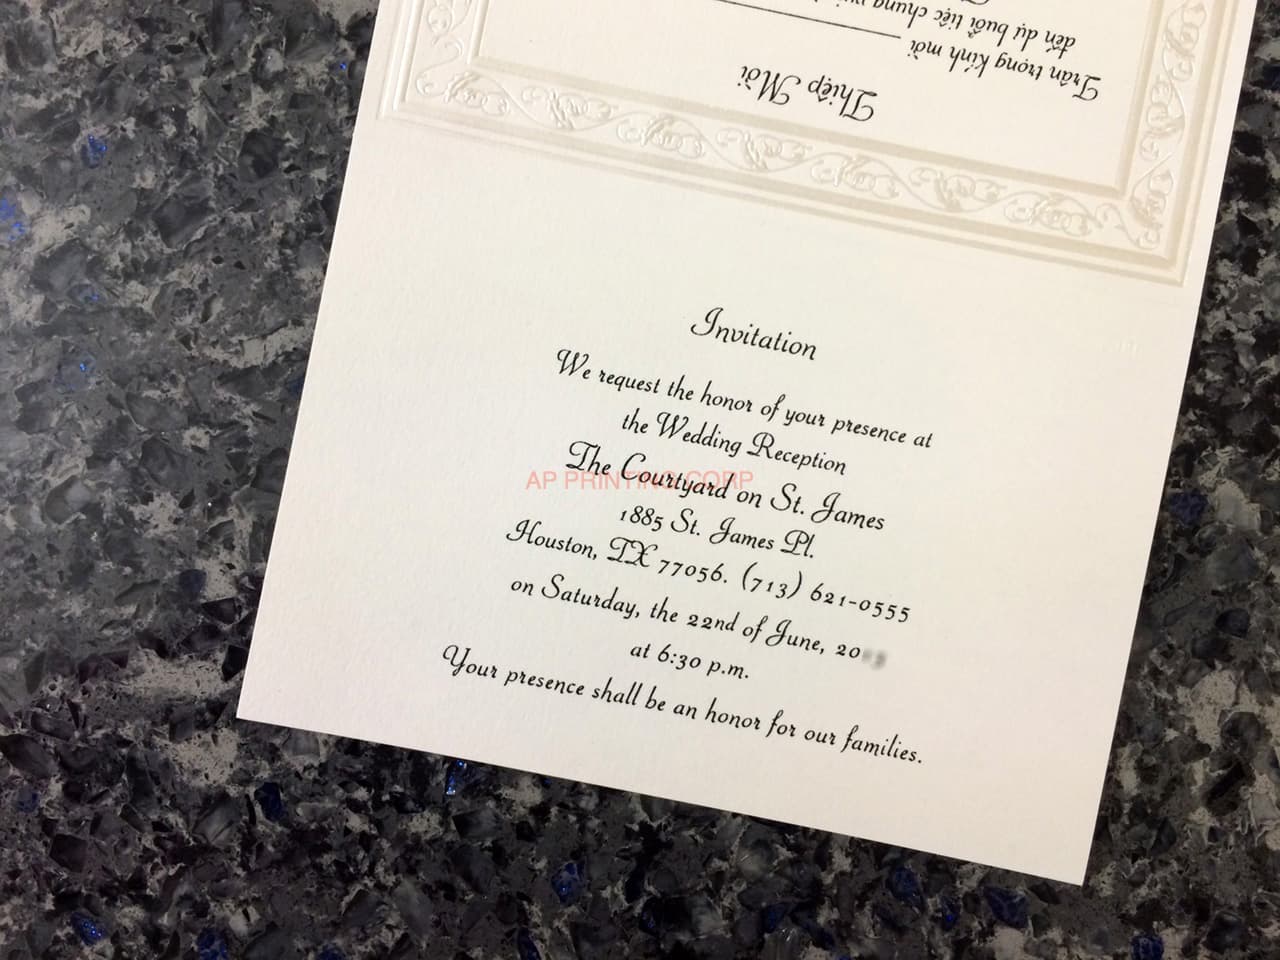 Thiệp Mời
Trân trọng kính mời
đến dự buổi tiệc chung
Invitation
We request the honor of your presence at
the Wedding Reception
The Courtyard on St. James
AP PRINTING CORP
1885 St. James Pl.
Houston, TX 77056. (713) 621-0555
on Saturday, the 22nd of June, 20
at 6:30 p.m.
Your presence shall be an honor for our families.